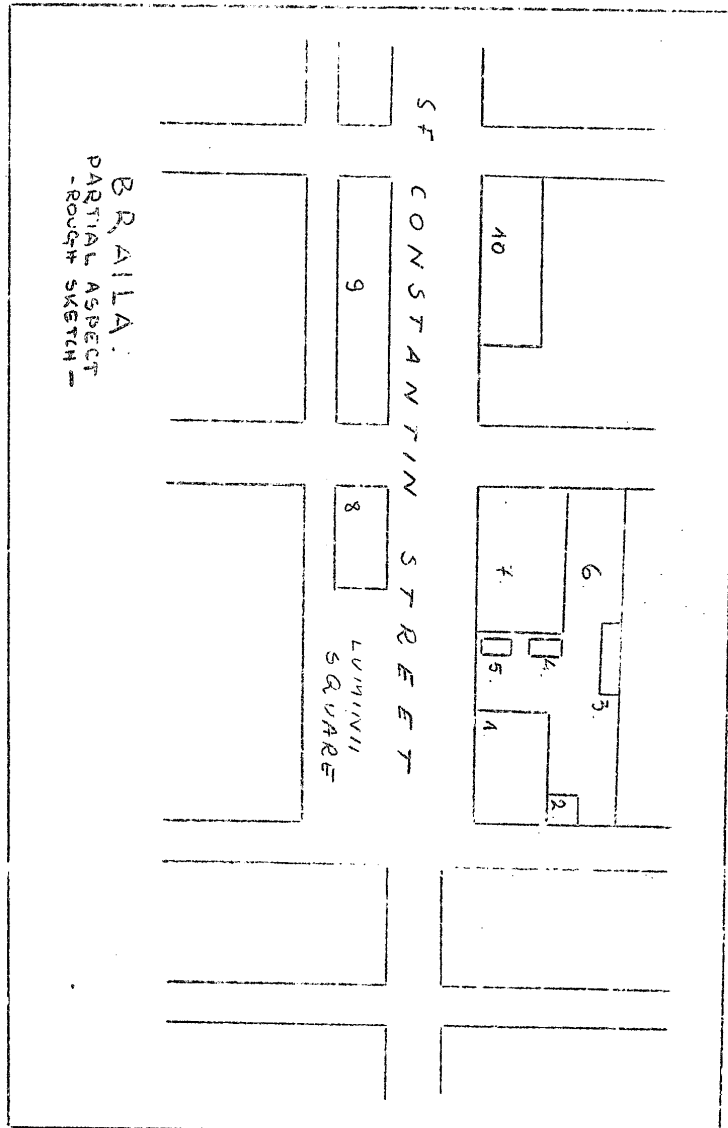 BRAILA:
PARTIAL ASPECT
-ROUGH SKETCH-
SF CONSTANTIN STREET
LUMINII
SQUARE
10
9
8
7.
6.
5.
4.
3.
1.
2.